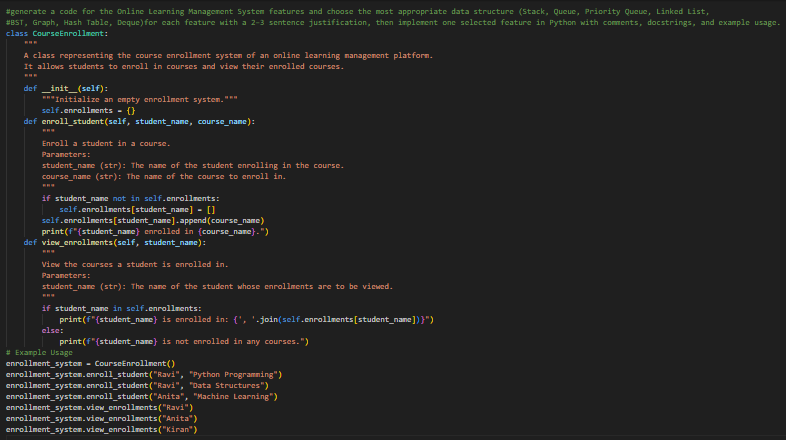 #generate a code for the Online Learning Management System features and choose the most appropriate data structure (Stack, Queue, Priority Queue, Linked List,
#BST, Graph, Hash Table, Deque)for each feature with a 2-3 sentence justification, then implement one selected feature in Python with comments, docstrings, and example usage.
class CourseEnrollment:
    """
    A class representing the course enrollment system of an online learning management platform.
    It allows students to enroll in courses and view their enrolled courses.
    """
    def __init__(self):
        """Initialize an empty enrollment system."""
        self.enrollments = {}
    def enroll_student(self, student_name, course_name):
        """
        Enroll a student in a course.
        Parameters:
        student_name (str): The name of the student enrolling in the course.
        course_name (str): The name of the course to enroll in.
        """
        if student_name not in self.enrollments:
            self.enrollments[student_name] = []
        self.enrollments[student_name].append(course_name)
        print(f"{student_name} enrolled in {course_name}.")
    def view_enrollments(self, student_name):
        """
        View the courses a student is enrolled in.
        Parameters:
        student_name (str): The name of the student whose enrollments are to be viewed.
        """
        if student_name in self.enrollments:
            print(f"{student_name} is enrolled in: {', '.join(self.enrollments[student_name])}")
        else:
            print(f"{student_name} is not enrolled in any courses.")
# Example Usage
enrollment_system = CourseEnrollment()
enrollment_system.enroll_student("Ravi", "Python Programming")
enrollment_system.enroll_student("Ravi", "Data Structures")
enrollment_system.enroll_student("Anita", "Machine Learning")
enrollment_system.view_enrollments("Ravi")
enrollment_system.view_enrollments("Anita")
enrollment_system.view_enrollments("Kiran")